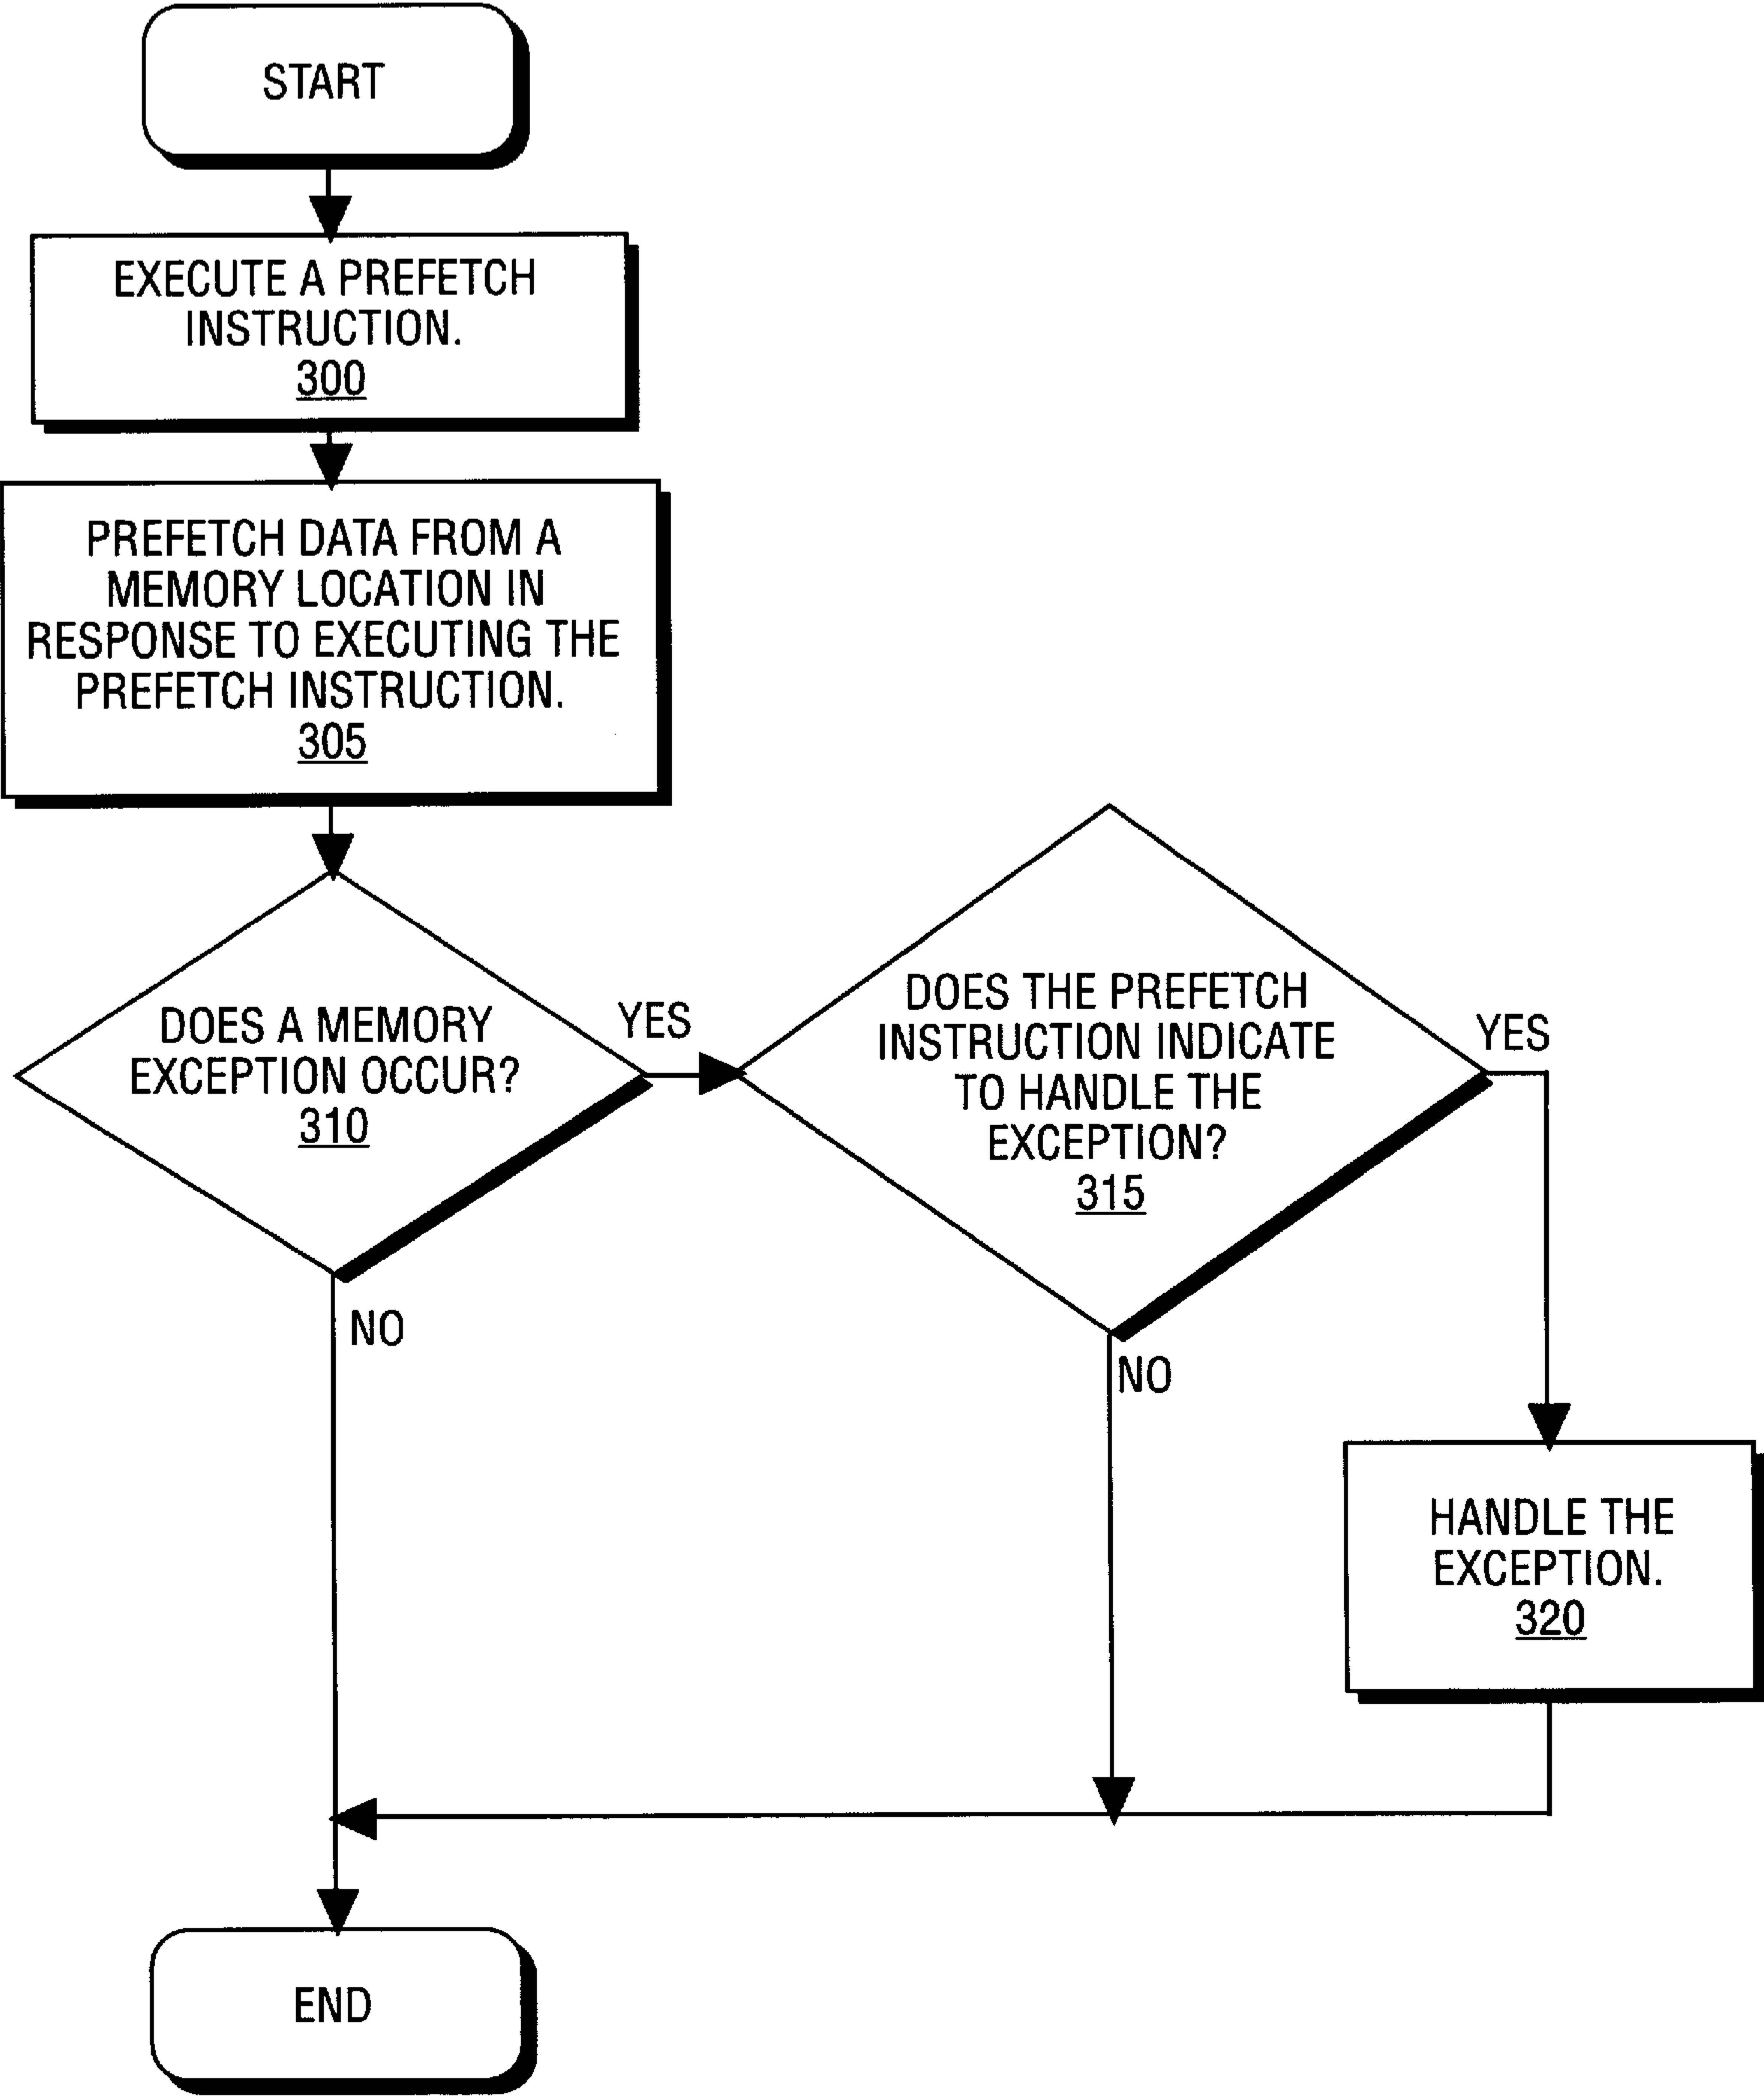 START
EXECUTE A PREFETCH
INSTRUCTION.
300
PREFETCH DATA FROM A
MEMORY LOCATION IN
RESPONSE TO EXECUTING THE
PREFETCH INSTRUCTION.
305
DOES A MEMORY
EXCEPTION OCCUR?
310
YES
NO
DOES THE PREFETCH
INSTRUCTION INDICATE
TO HANDLE THE
EXCEPTION?
315
YES
NO
HANDLE THE
EXCEPTION.
320
END